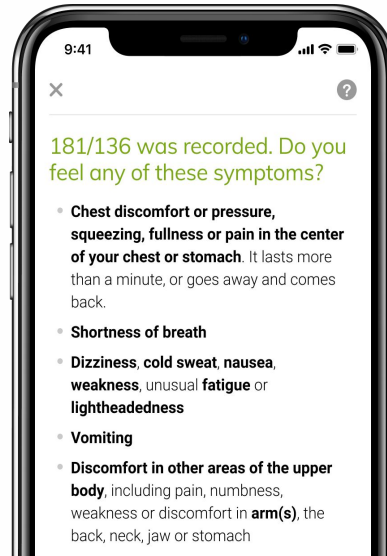 9:41
181/136 was recorded. Do you
feel any of these symptoms?
Chest discomfort or pressure,
squeezing, fullness or pain in the center
of your chest or stomach. It lasts more
than a minute, or goes away and comes
back.
Shortness of breath
Dizziness, cold sweat, nausea,
weakness, unusual fatigue or
lightheadedness
Vomiting
Discomfort in other areas of the upper
body, including pain, numbness,
weakness or discomfort in arm(s), the
back, neck, jaw or stomach